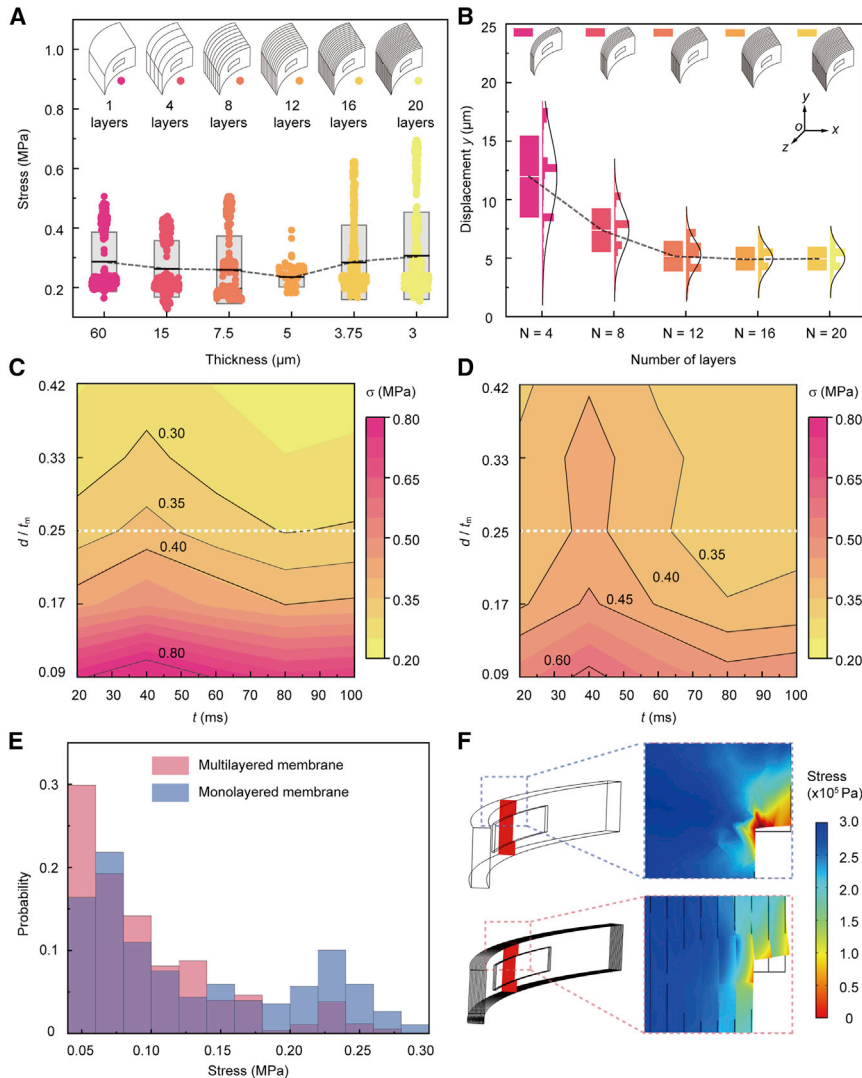 A
1 layers
4 layers
8 layers
12 layers
16 layers
20 layers
Stress (MPa)
1.0
0.8
0.6
0.4
0.2
60
15
7.5
5
3.75
3
Thickness (μm)
B
y
o
x
z
Displacement y (μm)
25
20
15
10
5
0
N = 4
N = 8
N = 12
N = 16
N = 20
Number of layers
C
d / tm
0.42
0.33
0.25
0.17
0.09
0.30
0.35
0.40
0.80
20 30 40 50 60 70 80 90 100
t (ms)
σ (MPa)
0.80
0.65
0.50
0.35
0.20
D
d / tm
0.42
0.33
0.25
0.17
0.09
0.35
0.40
0.45
0.60
20 30 40 50 60 70 80 90 100
t (ms)
σ (MPa)
0.80
0.65
0.50
0.35
0.20
E
Multilayered membrane
Monolayered membrane
Probability
0.3
0.2
0.1
0
0.05 0.10 0.15 0.20 0.25 0.30
Stress (MPa)
F
Stress
(x10⁵ Pa)
3.0
2.5
2.0
1.5
1.0
0.5
0